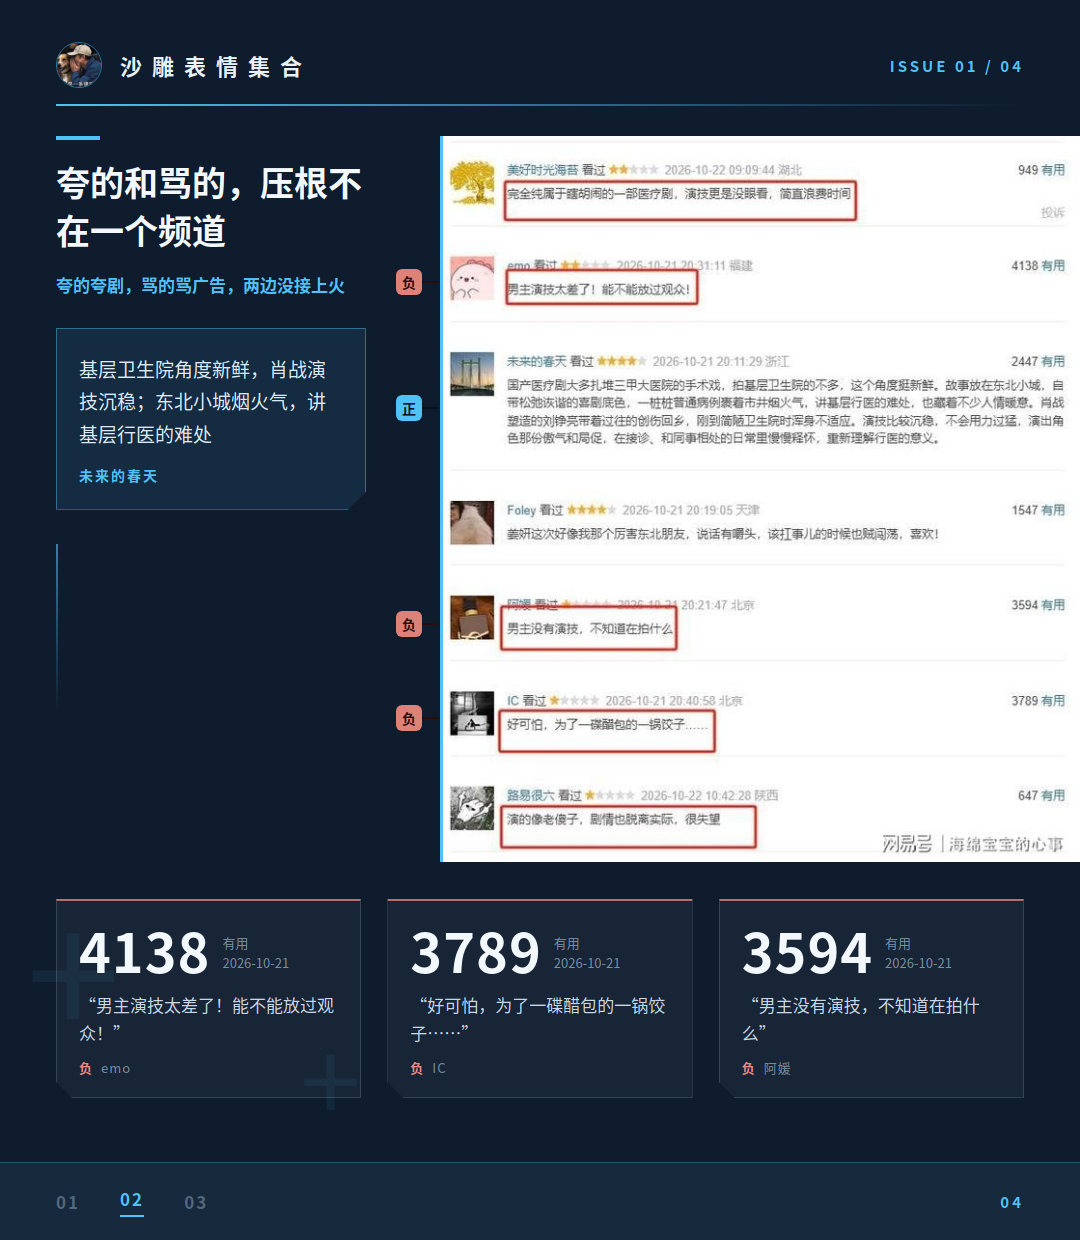 沙雕表情集合
ISSUE 01 / 04
夸的和骂的，压根不
在一个频道
夸的夸剧，骂的骂广告，两边没接上火
基层卫生院角度新鲜，肖战演
技沉稳；东北小城烟火气，讲
基层行医的难处
未来的春天
负
正
负
负
美好时光海苔 看过 2026-10-22 09:09:44 湖北
949 有用
完全纯属于瞎胡闹的一部医疗剧，演技更是没眼看，简直浪费时间
投诉
emo 看过 2026-10-21 20:31:11 福建
4138 有用
男主演技太差了！能不能放过观众！
未来的春天 看过 2026-10-21 20:11:29 浙江
2447 有用
国产医疗剧大多扎堆三甲大医院的手术戏，拍基层卫生院的不多，这个角度挺新鲜。故事放在东北小城，自
带松弛诙谐的喜剧底色，一桩桩普通病例裹着市井烟火气，讲基层行医的难处，也藏着不少人情暖意。肖战
塑造的刘铮亮带着过往的创伤回乡，刚到简陋卫生院时浑身不适应。演技比较沉稳，不会用力过猛，演出角
色那份傲气和局促，在接诊、和同事相处的日常里慢慢释怀，重新理解行医的意义。
Foley 看过 2026-10-21 20:19:05 天津
1547 有用
姜妍这次好像我那个厉害东北朋友，说话有嚼头，该扛事儿的时候也贼闯荡，喜欢！
阿媛 看过 2026-10-21 20:21:47 北京
3594 有用
男主没有演技，不知道在拍什么
IC 看过 2026-10-21 20:40:58 北京
3789 有用
好可怕，为了一碟醋包的一锅饺子……
路易很六 看过 2026-10-22 10:42:28 陕西
647 有用
演的像老傻子，剧情也脱离实际，很失望
网易号 | 海绵宝宝的心事
4138 有用
2026-10-21
“男主演技太差了！能不能放过观
众！”
负 emo
3789 有用
2026-10-21
“好可怕，为了一碟醋包的一锅饺
子……”
负 IC
3594 有用
2026-10-21
“男主没有演技，不知道在拍什
么”
负 阿媛
01 02 03
04